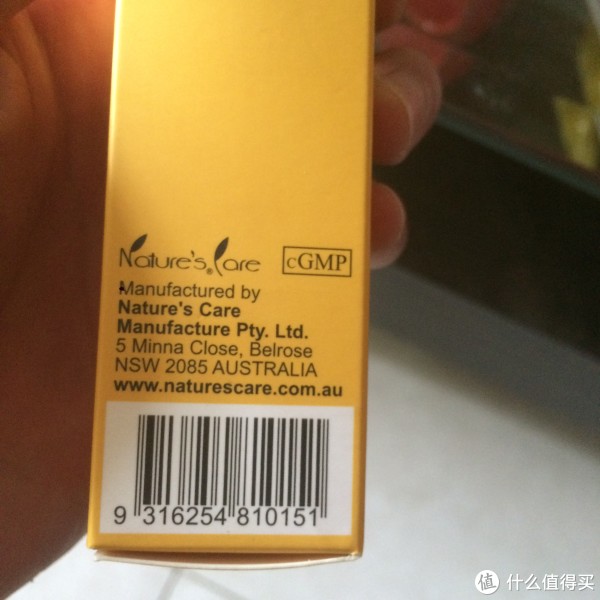 Nature's Care
cGMP
Manufactured by
Nature's Care
Manufacture Pty. Ltd.
5 Minna Close, Belrose
NSW 2085 AUSTRALIA
www.naturescare.com.au
9 316254 810151
值 什么值得买